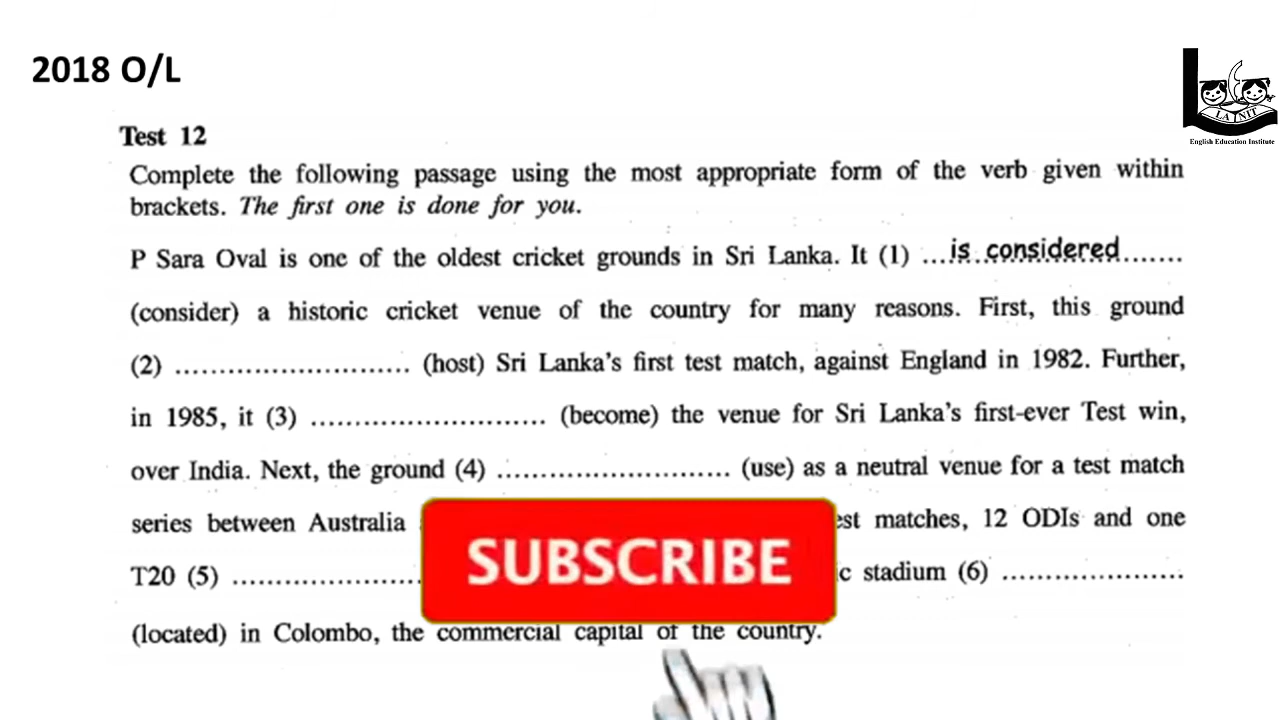 2018 O/L
LANIT
English Education Institute
Test 12
Complete the following passage using the most appropriate form of the verb given within
brackets. The first one is done for you.
P Sara Oval is one of the oldest cricket grounds in Sri Lanka. It (1) ...is considered.......
(consider) a historic cricket venue of the country for many reasons. First, this ground
(2) .......................... (host) Sri Lanka's first test match, against England in 1982. Further,
in 1985, it (3) .......................... (become) the venue for Sri Lanka's first-ever Test win,
over India. Next, the ground (4) .......................... (use) as a neutral venue for a test match
series between Australia matches, 12 ODIs and one
T20 (5) ..................... stadium (6) ....................
(located) in Colombo, the commercial capital of the country.
SUBSCRIBE